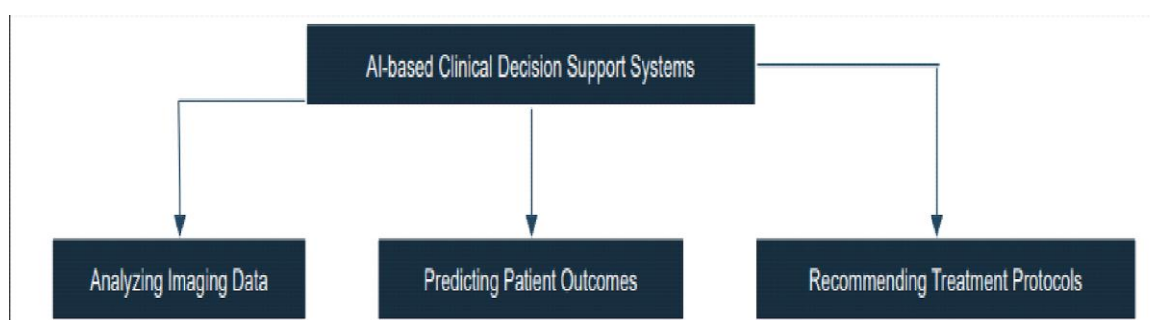 AI-based Clinical Decision Support Systems
Analyzing Imaging Data
Predicting Patient Outcomes
Recommending Treatment Protocols